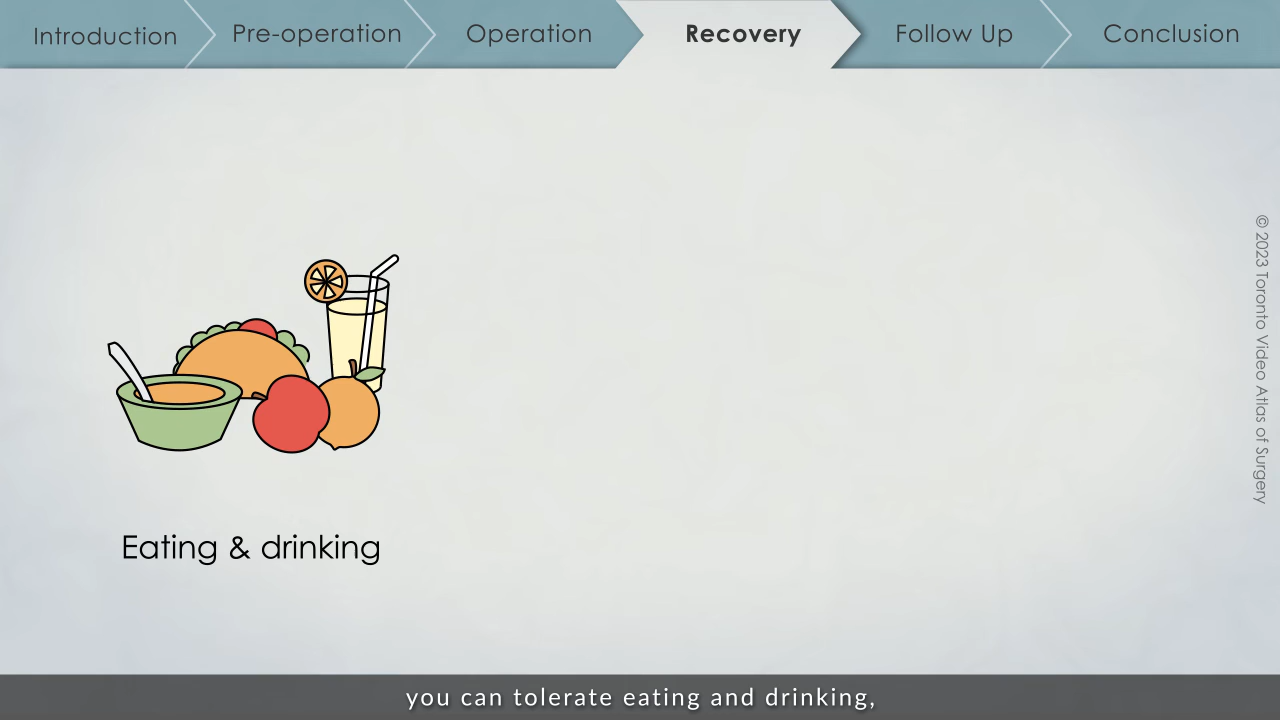 Introduction
Pre-operation
Operation
Recovery
Follow Up
Conclusion
© 2023 Toronto Video Atlas of Surgery
Eating & drinking
you can tolerate eating and drinking,